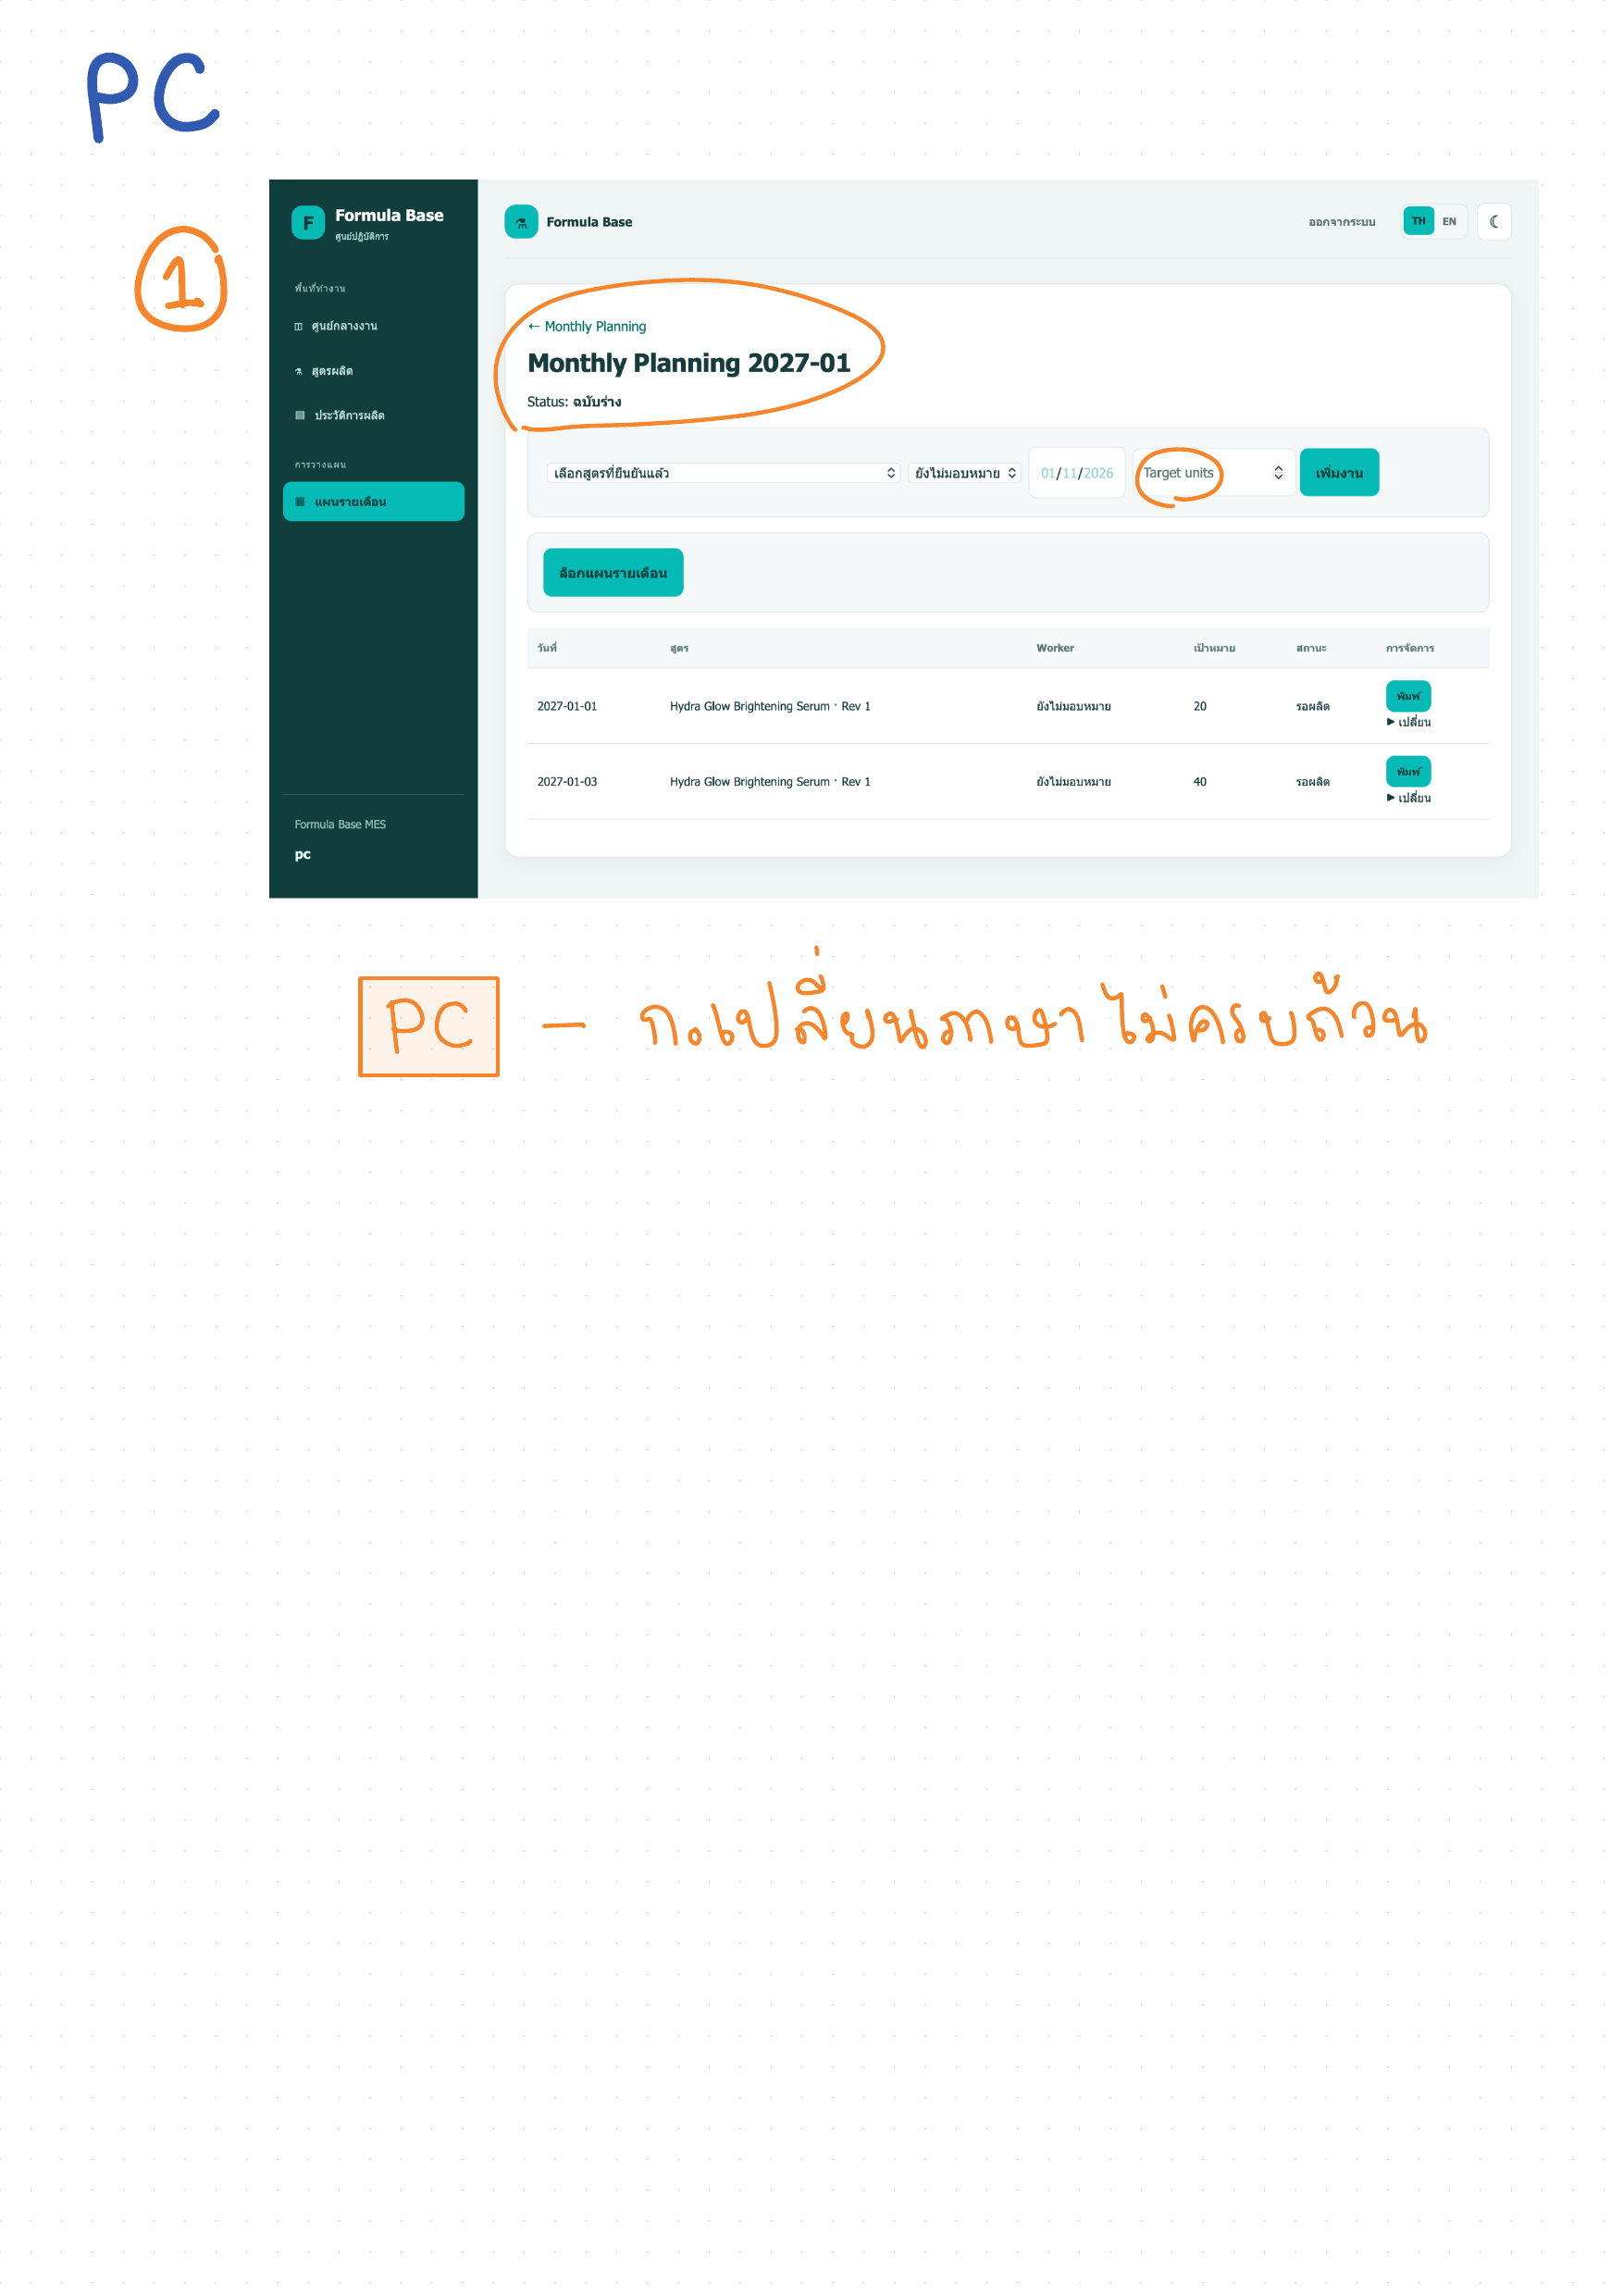 PC
1
F
Formula Base
ศูนย์ปฏิบัติการ
พื้นที่ทำงาน
ศูนย์กลางงาน
สูตรผลิต
ประวัติการผลิต
การวางแผน
แผนรายเดือน
Formula Base MES
pc
Formula Base
ออกจากระบบ
TH EN
← Monthly Planning
Monthly Planning 2027-01
Status: ฉบับร่าง
เลือกสูตรที่ยืนยันแล้ว ยังไม่มอบหมาย 01/11/2026 Target units เพิ่มงาน
ล็อกแผนรายเดือน
วันที่ สูตร Worker เป้าหมาย สถานะ การจัดการ
2027-01-01 Hydra Glow Brightening Serum · Rev 1 ยังไม่มอบหมาย 20 รอผลิต พิมพ์
▶ เปลี่ยน
2027-01-03 Hydra Glow Brightening Serum · Rev 1 ยังไม่มอบหมาย 40 รอผลิต พิมพ์
▶ เปลี่ยน
PC – ก.เปลี่ยนภาษาไม่ครบถ้วน